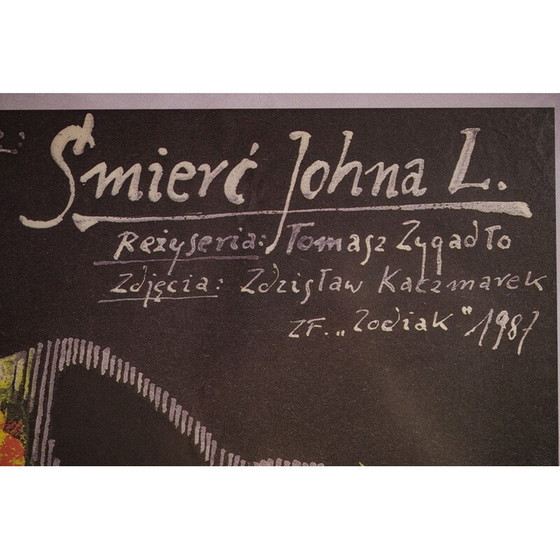 Śmierć Johna L.
Reżyseria: Tomasz Zygadło
Zdjęcia: Zdzisław Kaczmarek
ZF. „Zodiak" 1987